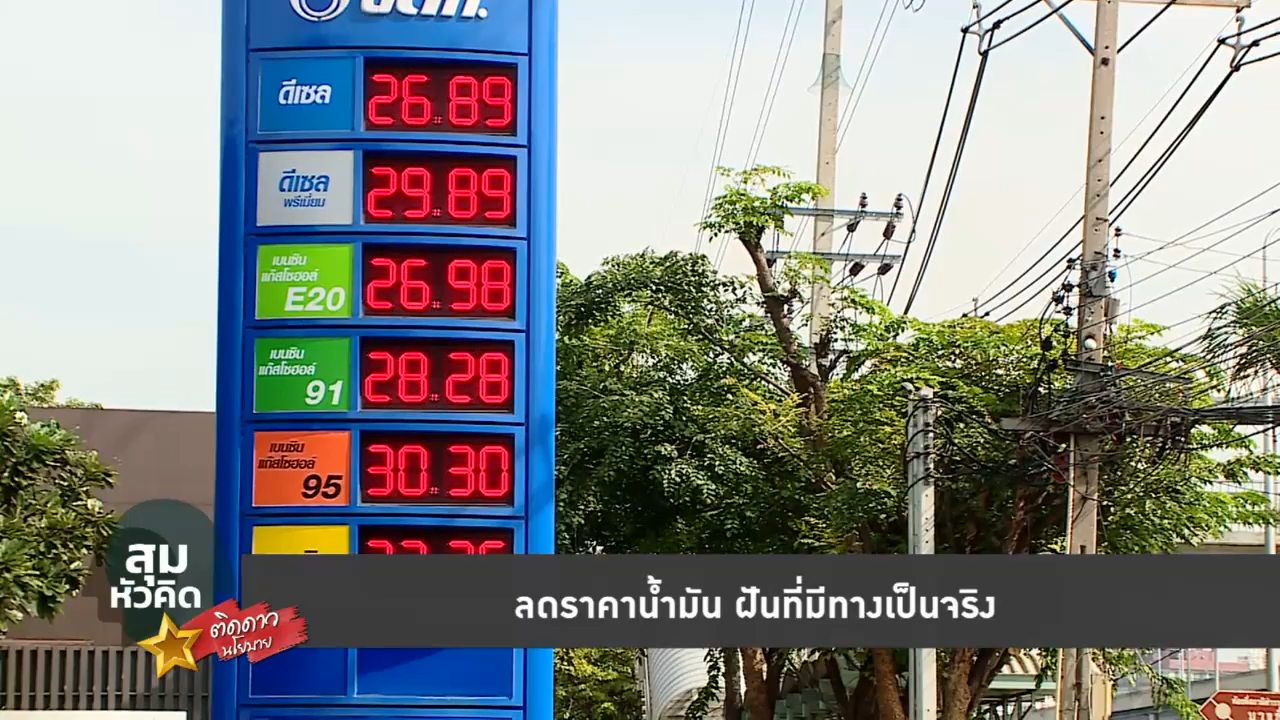 ปตท.
ดีเซล
26.89
ดีเซล
พรีเมี่ยม
29.89
เบนซิน
แก๊สโซฮอล์
E20
26.98
เบนซิน
แก๊สโซฮอล์
91
28.28
เบนซิน
แก๊สโซฮอล์
95
30.30
สุม
หัวคิด
ติดดาว
นโยบาย
ลดราคาน้ำมัน ฝันที่มีทางเป็นจริง